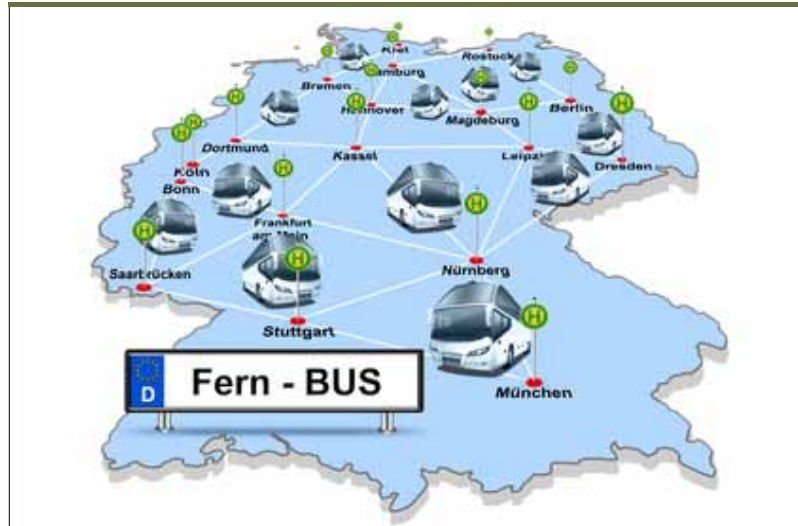 Kiel
Rostock
Hamburg
Bremen
Hannover
Magdeburg
Berlin
Dortmund
Kassel
Leipzig
Dresden
Köln
Bonn
Frankfurt
am Main
Saarbrücken
Nürnberg
Stuttgart
München
D
Fern - BUS
H
H
H
H
H
H
H
H
H
H
H
H